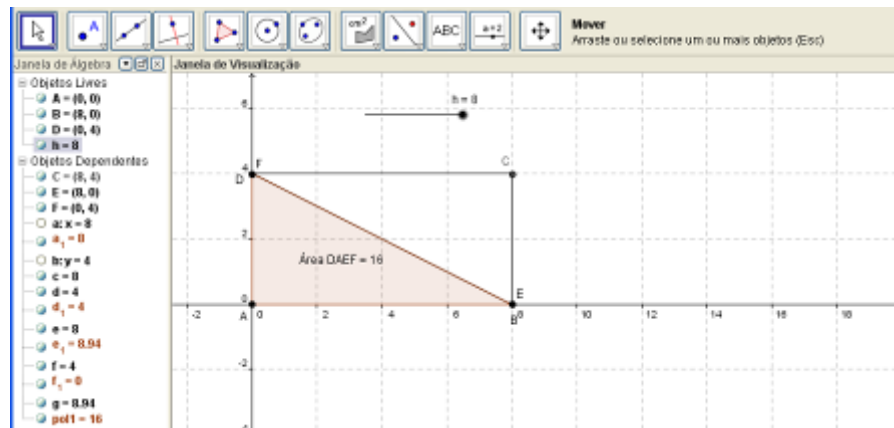 cm²
ABC
a=2
Mover
Arraste ou selecione um ou mais objetos (Esc)
Janela de Álgebra
Janela de Visualização
Objetos Livres
A = (0, 0)
B = (8, 0)
D = (0, 4)
h = 8
Objetos Dependentes
C = (8, 4)
E = (8, 0)
F = (0, 4)
a: x = 8
a₁ = 8
b: y = 4
c = 8
d = 4
d₁ = 4
e = 8
e₁ = 8.94
f = 4
f₁ = 0
g = 8.94
pol1 = 16
h = 8
6
4
F
C
D
2
Área DAEF = 16
0
E
A
B
-2 0 2 4 6 8 10 12 14 16 18
-2
-4